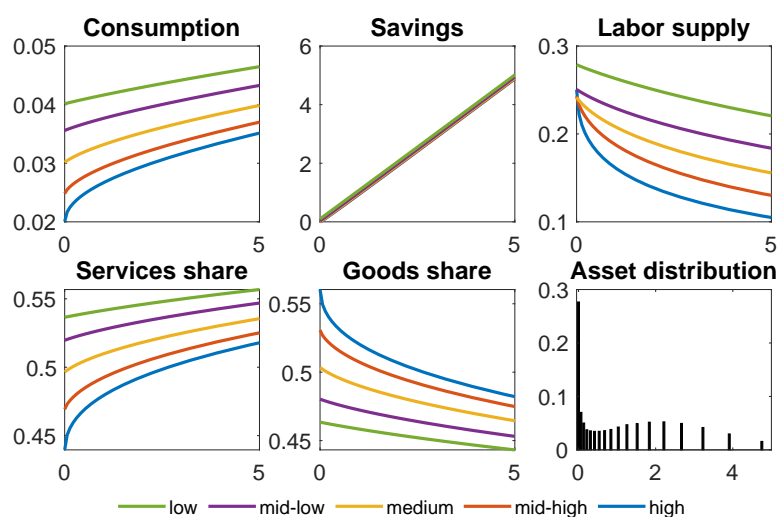 Consumption Savings Labor supply
0.05 6 0.3
0.04 4
0.2
0.03 2
0.02 0 0.1
0 5 0 5 0 5
Services share Goods share Asset distribution
0.55 0.55 0.3
0.2
0.5 0.5
0.1
0.45 0.45 0
0 5 0 5 0 2 4
low mid-low medium mid-high high